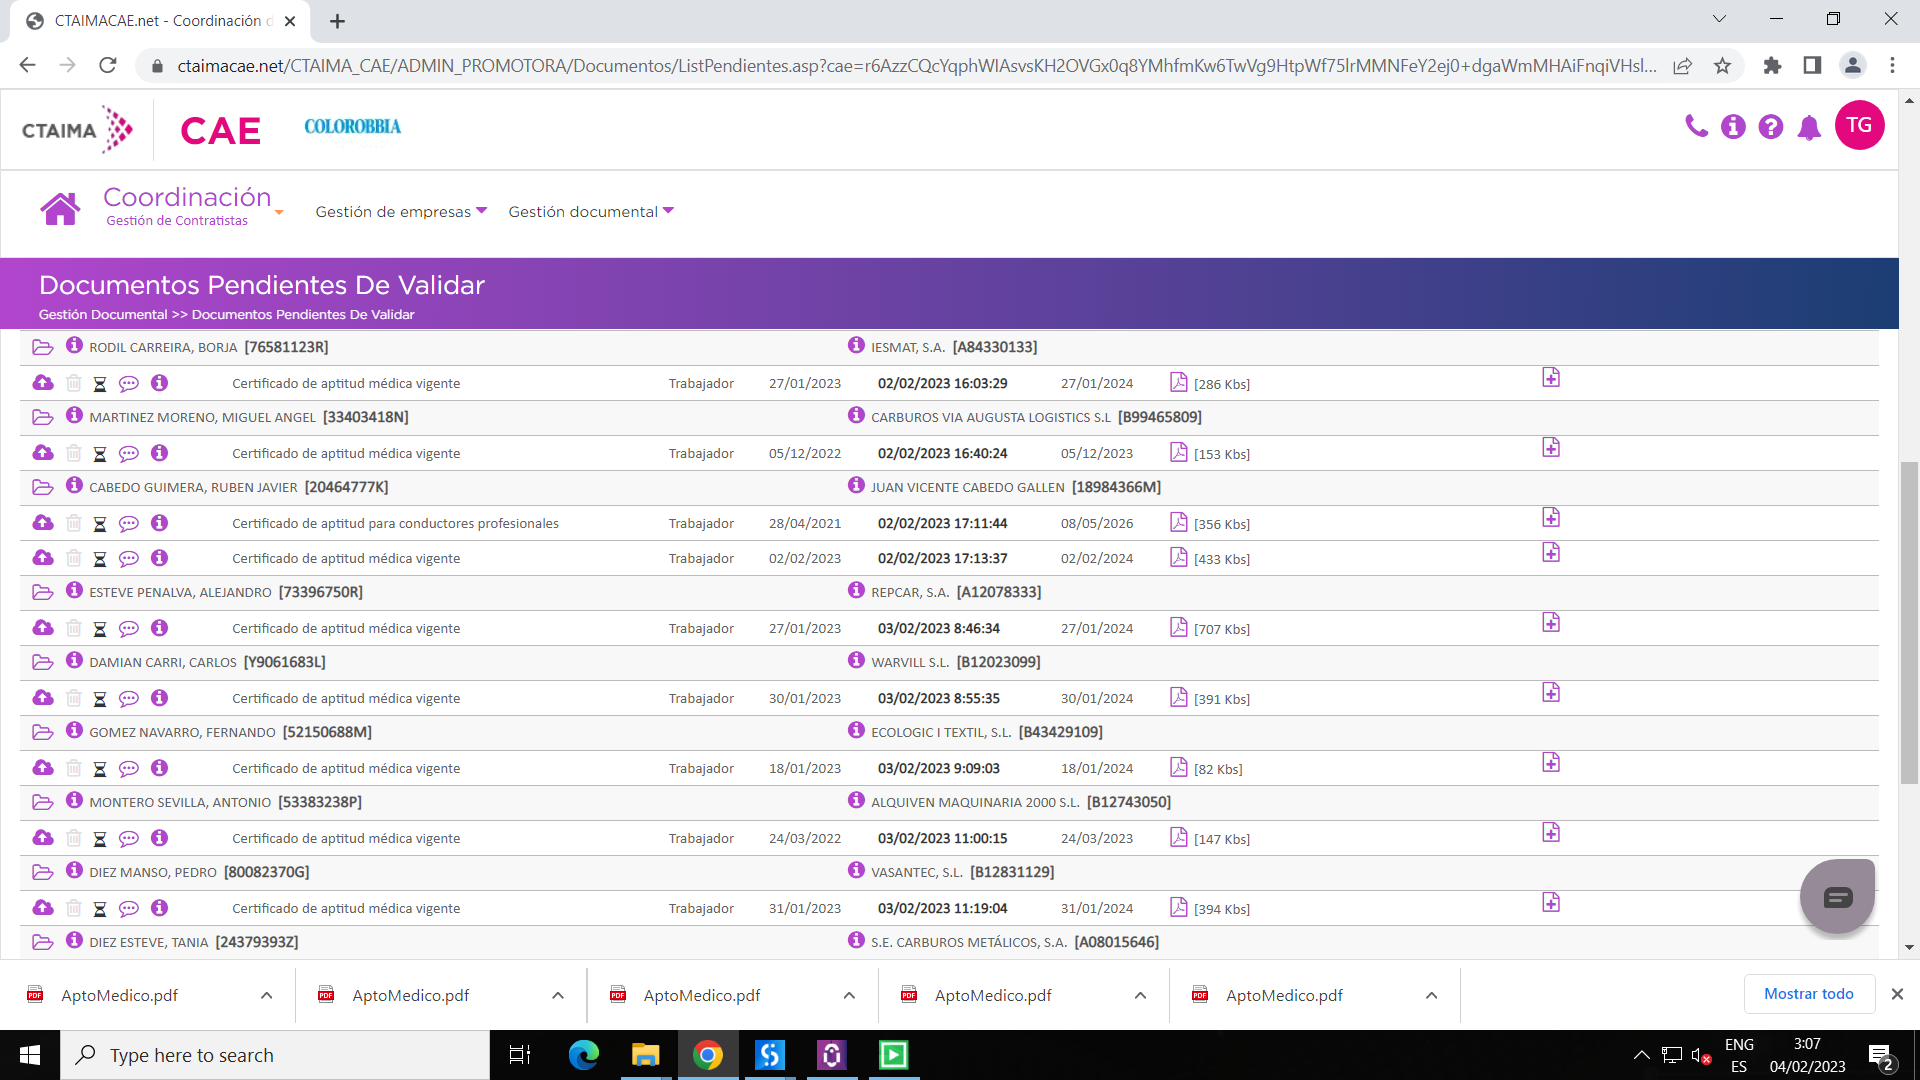 CTAIMACAE.net - Coordinación d
ctaimacae.net/CTAIMA_CAE/ADMIN_PROMOTORA/Documentos/ListPendientes.asp?cae=r6AzzCQcYqphWIAsvsKH2OVGx0q8YMhfmKw6TwVg9HtpWf75lrMMNFeY2ej0+dgaWmMHAiFnqiVHsl...
CTAIMA CAE COLOROBBIA TG
Coordinación
Gestión de Contratistas
Gestión de empresas Gestión documental
Documentos Pendientes De Validar
Gestión Documental >> Documentos Pendientes De Validar
RODIL CARREIRA, BORJA [76581123R] IESMAT, S.A. [A84330133]
Certificado de aptitud médica vigente Trabajador 27/01/2023 02/02/2023 16:03:29 27/01/2024 [286 Kbs]
MARTINEZ MORENO, MIGUEL ANGEL [33403418N] CARBUROS VIA AUGUSTA LOGISTICS S.L [B99465809]
Certificado de aptitud médica vigente Trabajador 05/12/2022 02/02/2023 16:40:24 05/12/2023 [153 Kbs]
CABEDO GUIMERA, RUBEN JAVIER [20464777K] JUAN VICENTE CABEDO GALLEN [18984366M]
Certificado de aptitud para conductores profesionales Trabajador 28/04/2021 02/02/2023 17:11:44 08/05/2026 [356 Kbs]
Certificado de aptitud médica vigente Trabajador 02/02/2023 02/02/2023 17:13:37 02/02/2024 [433 Kbs]
ESTEVE PENALVA, ALEJANDRO [73396750R] REPCAR, S.A. [A12078333]
Certificado de aptitud médica vigente Trabajador 27/01/2023 03/02/2023 8:46:34 27/01/2024 [707 Kbs]
DAMIAN CARRI, CARLOS [Y9061683L] WARVILL S.L. [B12023099]
Certificado de aptitud médica vigente Trabajador 30/01/2023 03/02/2023 8:55:35 30/01/2024 [391 Kbs]
GOMEZ NAVARRO, FERNANDO [52150688M] ECOLOGIC I TEXTIL, S.L. [B43429109]
Certificado de aptitud médica vigente Trabajador 18/01/2023 03/02/2023 9:09:03 18/01/2024 [82 Kbs]
MONTERO SEVILLA, ANTONIO [53383238P] ALQUIVEN MAQUINARIA 2000 S.L. [B12743050]
Certificado de aptitud médica vigente Trabajador 24/03/2022 03/02/2023 11:00:15 24/03/2023 [147 Kbs]
DIEZ MANSO, PEDRO [80082370G] VASANTEC, S.L. [B12831129]
Certificado de aptitud médica vigente Trabajador 31/01/2023 03/02/2023 11:19:04 31/01/2024 [394 Kbs]
DIEZ ESTEVE, TANIA [24379393Z] S.E. CARBUROS METÁLICOS, S.A. [A08015646]
AptoMedico.pdf AptoMedico.pdf AptoMedico.pdf AptoMedico.pdf AptoMedico.pdf Mostrar todo
Type here to search
ENG
ES
3:07
04/02/2023
2